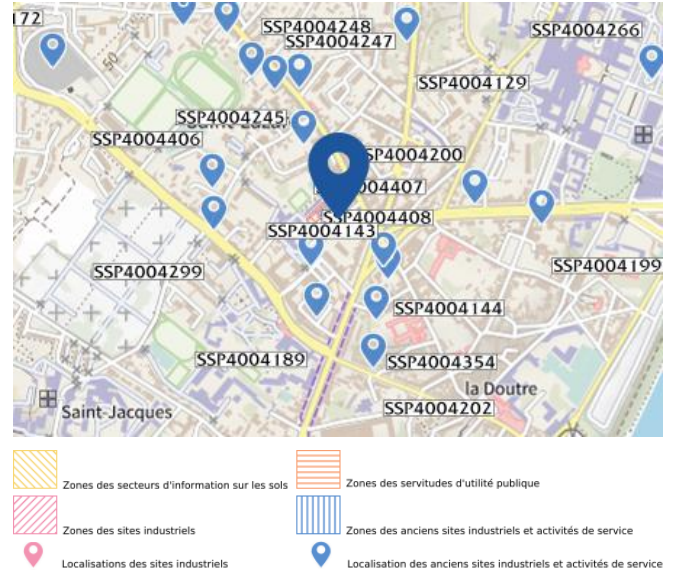 172
SSP4004248
SSP4004247
SSP4004266
50
SSP4004129
SSP4004245
SSP4004406
SP4004200
4004407
SSP4004408
SSP4004143
SSP4004299
SSP4004199
SSP4004144
SSP4004189
SSP4004354
la Doutre
SSP4004202
Saint-Jacques
Zones des secteurs d'information sur les sols
Zones des servitudes d'utilité publique
Zones des sites industriels
Zones des anciens sites industriels et activités de service
Localisations des sites industriels
Localisation des anciens sites industriels et activités de service